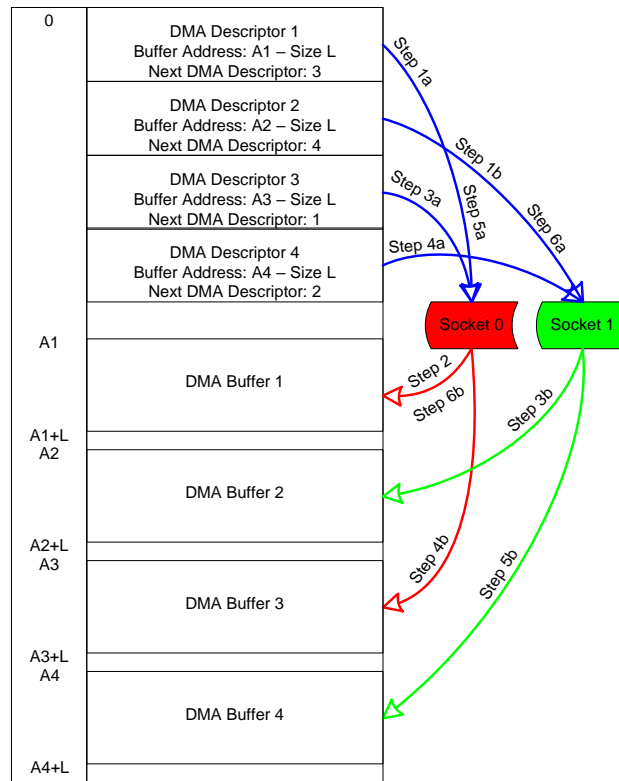 0
DMA Descriptor 1
Buffer Address: A1 – Size L
Next DMA Descriptor: 3
DMA Descriptor 2
Buffer Address: A2 – Size L
Next DMA Descriptor: 4
DMA Descriptor 3
Buffer Address: A3 – Size L
Next DMA Descriptor: 1
DMA Descriptor 4
Buffer Address: A4 – Size L
Next DMA Descriptor: 2
Step 1a
Step 1b
Step 3a
Step 5a
Step 6a
Step 4a
Socket 0
Socket 1
A1
DMA Buffer 1
Step 2
Step 6b
Step 3b
A1+L
A2
DMA Buffer 2
A2+L
A3
Step 4b
Step 5b
DMA Buffer 3
A3+L
A4
DMA Buffer 4
A4+L